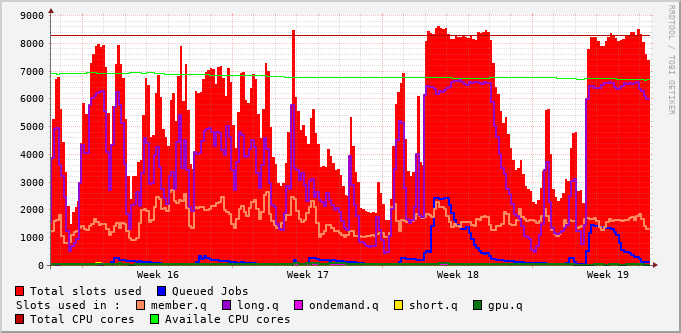 9000
8000
7000
6000
5000
4000
3000
2000
1000
0
Week 16 Week 17 Week 18 Week 19
RRDTOOL / TOBI OETIKER
Total slots used Queued Jobs
Slots used in : member.q long.q ondemand.q short.q gpu.q
Total CPU cores Availale CPU cores